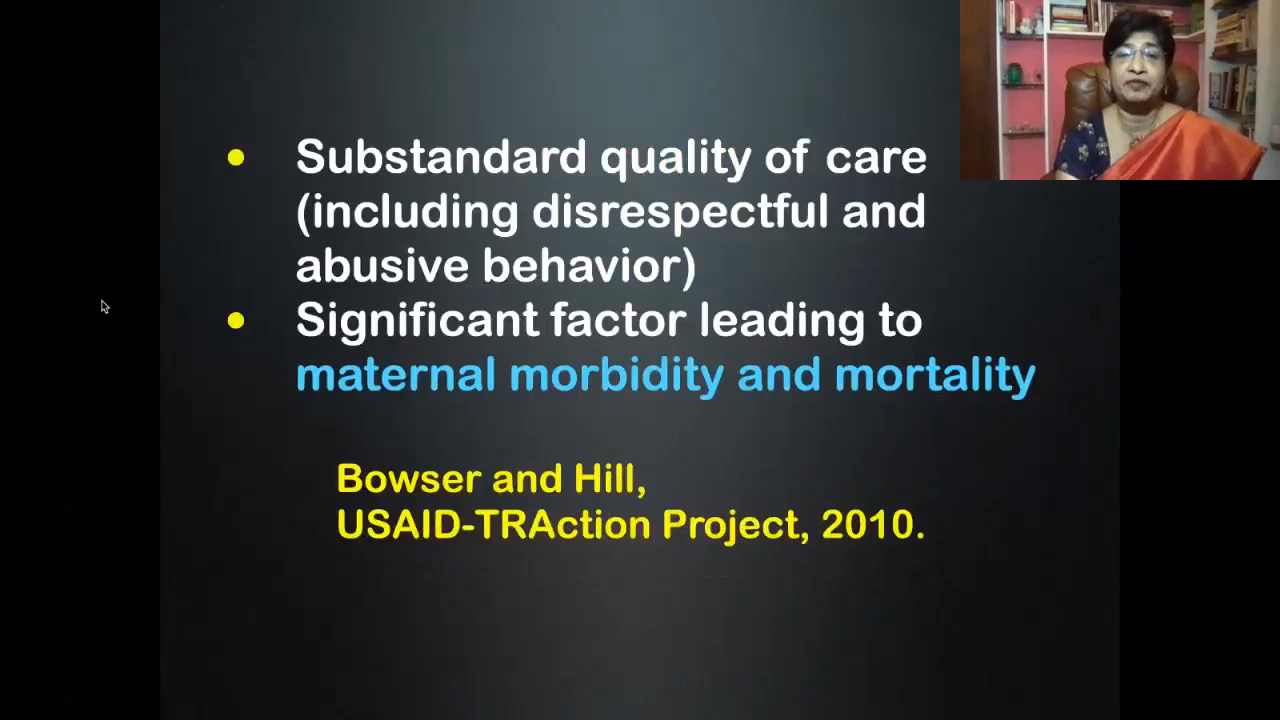 • Substandard quality of care
(including disrespectful and
abusive behavior)
• Significant factor leading to
maternal morbidity and mortality
Bowser and Hill,
USAID-TRAction Project, 2010.